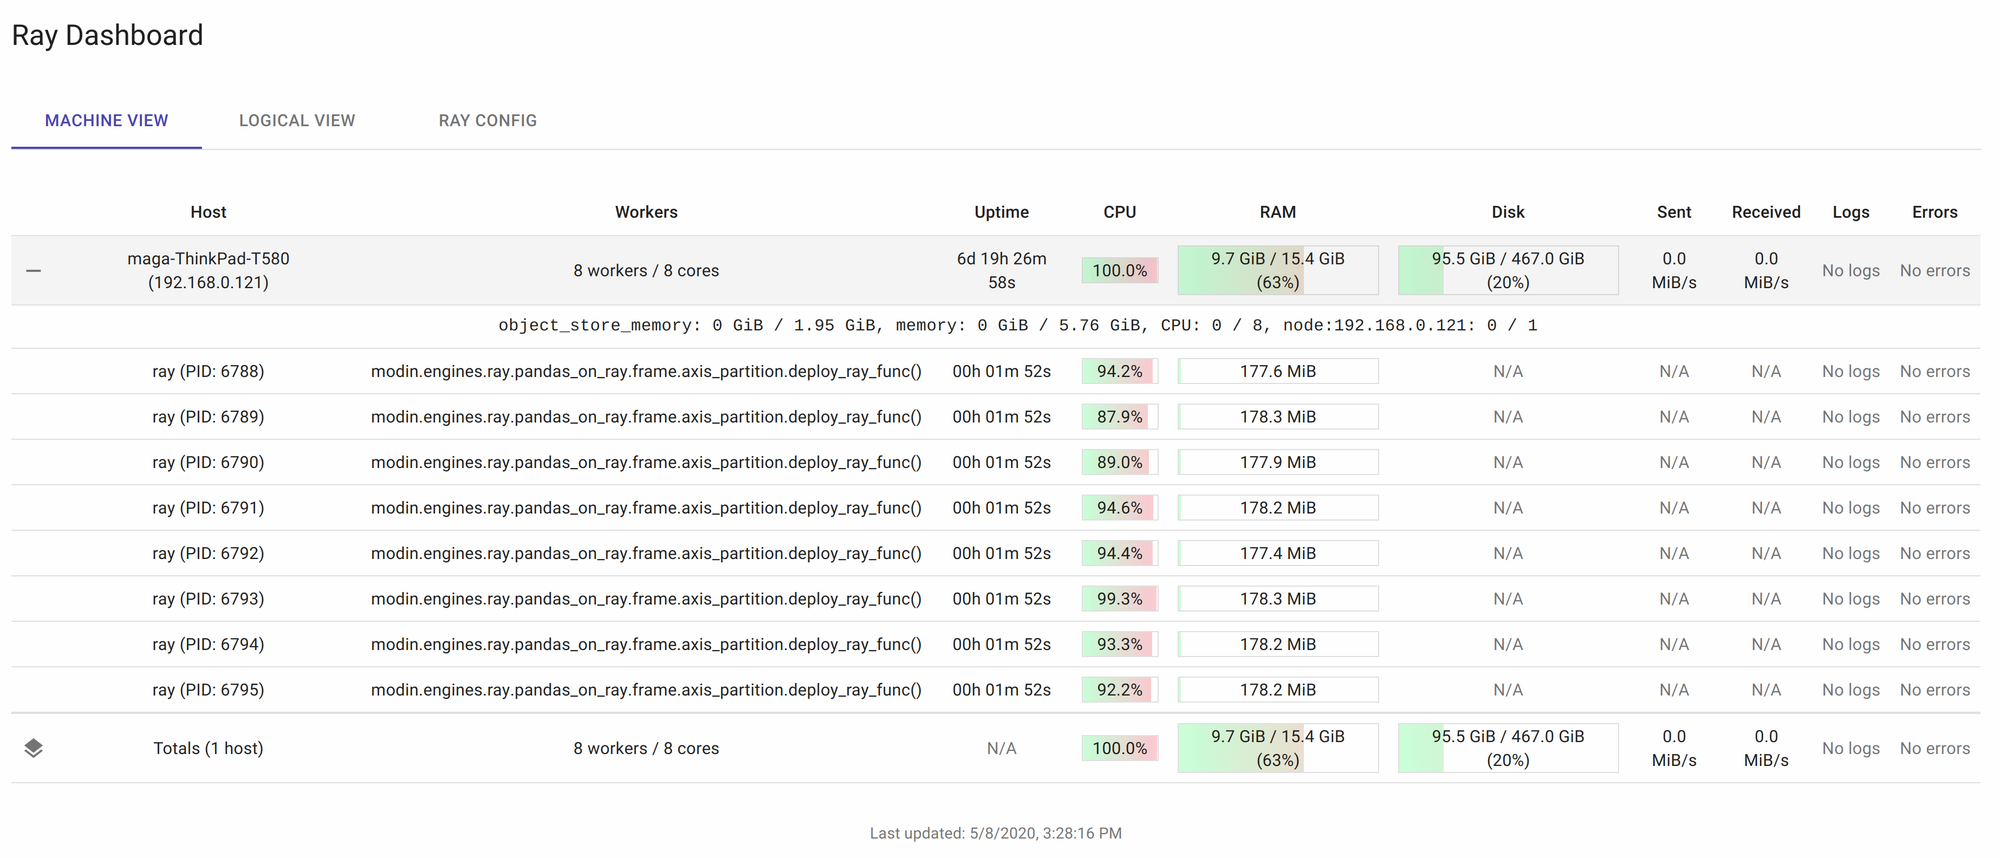 Ray Dashboard
MACHINE VIEW LOGICAL VIEW RAY CONFIG
Host Workers Uptime CPU RAM Disk Sent Received Logs Errors
maga-ThinkPad-T580 (192.168.0.121) 8 workers / 8 cores 6d 19h 26m 58s 100.0% 9.7 GiB / 15.4 GiB (63%) 95.5 GiB / 467.0 GiB (20%) 0.0 MiB/s 0.0 MiB/s No logs No errors
object_store_memory: 0 GiB / 1.95 GiB, memory: 0 GiB / 5.76 GiB, CPU: 0 / 8, node:192.168.0.121: 0 / 1
ray (PID: 6788) modin.engines.ray.pandas_on_ray.frame.axis_partition.deploy_ray_func() 00h 01m 52s 94.2% 177.6 MiB N/A N/A N/A No logs No errors
ray (PID: 6789) modin.engines.ray.pandas_on_ray.frame.axis_partition.deploy_ray_func() 00h 01m 52s 87.9% 178.3 MiB N/A N/A N/A No logs No errors
ray (PID: 6790) modin.engines.ray.pandas_on_ray.frame.axis_partition.deploy_ray_func() 00h 01m 52s 89.0% 177.9 MiB N/A N/A N/A No logs No errors
ray (PID: 6791) modin.engines.ray.pandas_on_ray.frame.axis_partition.deploy_ray_func() 00h 01m 52s 94.6% 178.2 MiB N/A N/A N/A No logs No errors
ray (PID: 6792) modin.engines.ray.pandas_on_ray.frame.axis_partition.deploy_ray_func() 00h 01m 52s 94.4% 177.4 MiB N/A N/A N/A No logs No errors
ray (PID: 6793) modin.engines.ray.pandas_on_ray.frame.axis_partition.deploy_ray_func() 00h 01m 52s 99.3% 178.3 MiB N/A N/A N/A No logs No errors
ray (PID: 6794) modin.engines.ray.pandas_on_ray.frame.axis_partition.deploy_ray_func() 00h 01m 52s 93.3% 178.2 MiB N/A N/A N/A No logs No errors
ray (PID: 6795) modin.engines.ray.pandas_on_ray.frame.axis_partition.deploy_ray_func() 00h 01m 52s 92.2% 178.2 MiB N/A N/A N/A No logs No errors
Totals (1 host) 8 workers / 8 cores N/A 100.0% 9.7 GiB / 15.4 GiB (63%) 95.5 GiB / 467.0 GiB (20%) 0.0 MiB/s 0.0 MiB/s No logs No errors
Last updated: 5/8/2020, 3:28:16 PM